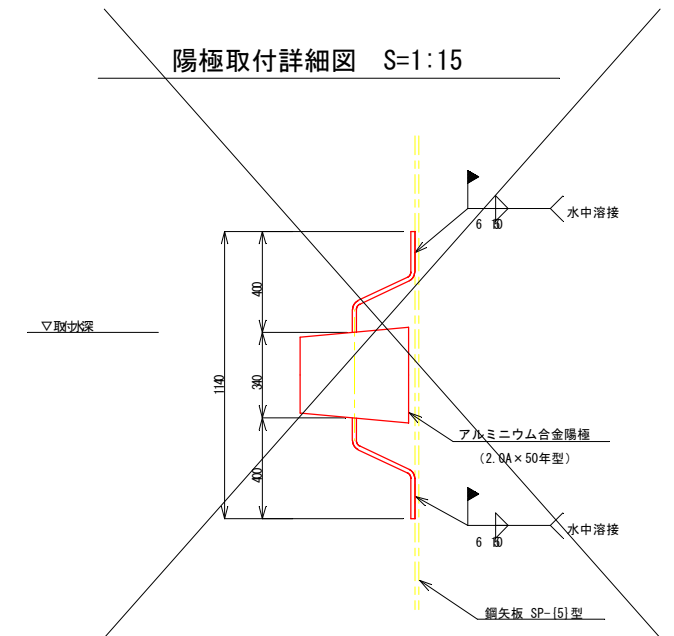 陽極取付詳細図 S=1:15
水中溶接
6
400
▽取付水深
1140
340
アルミニウム合金陽極
(2.0A×50年型)
400
水中溶接
6
鋼矢板 SP-[5]型